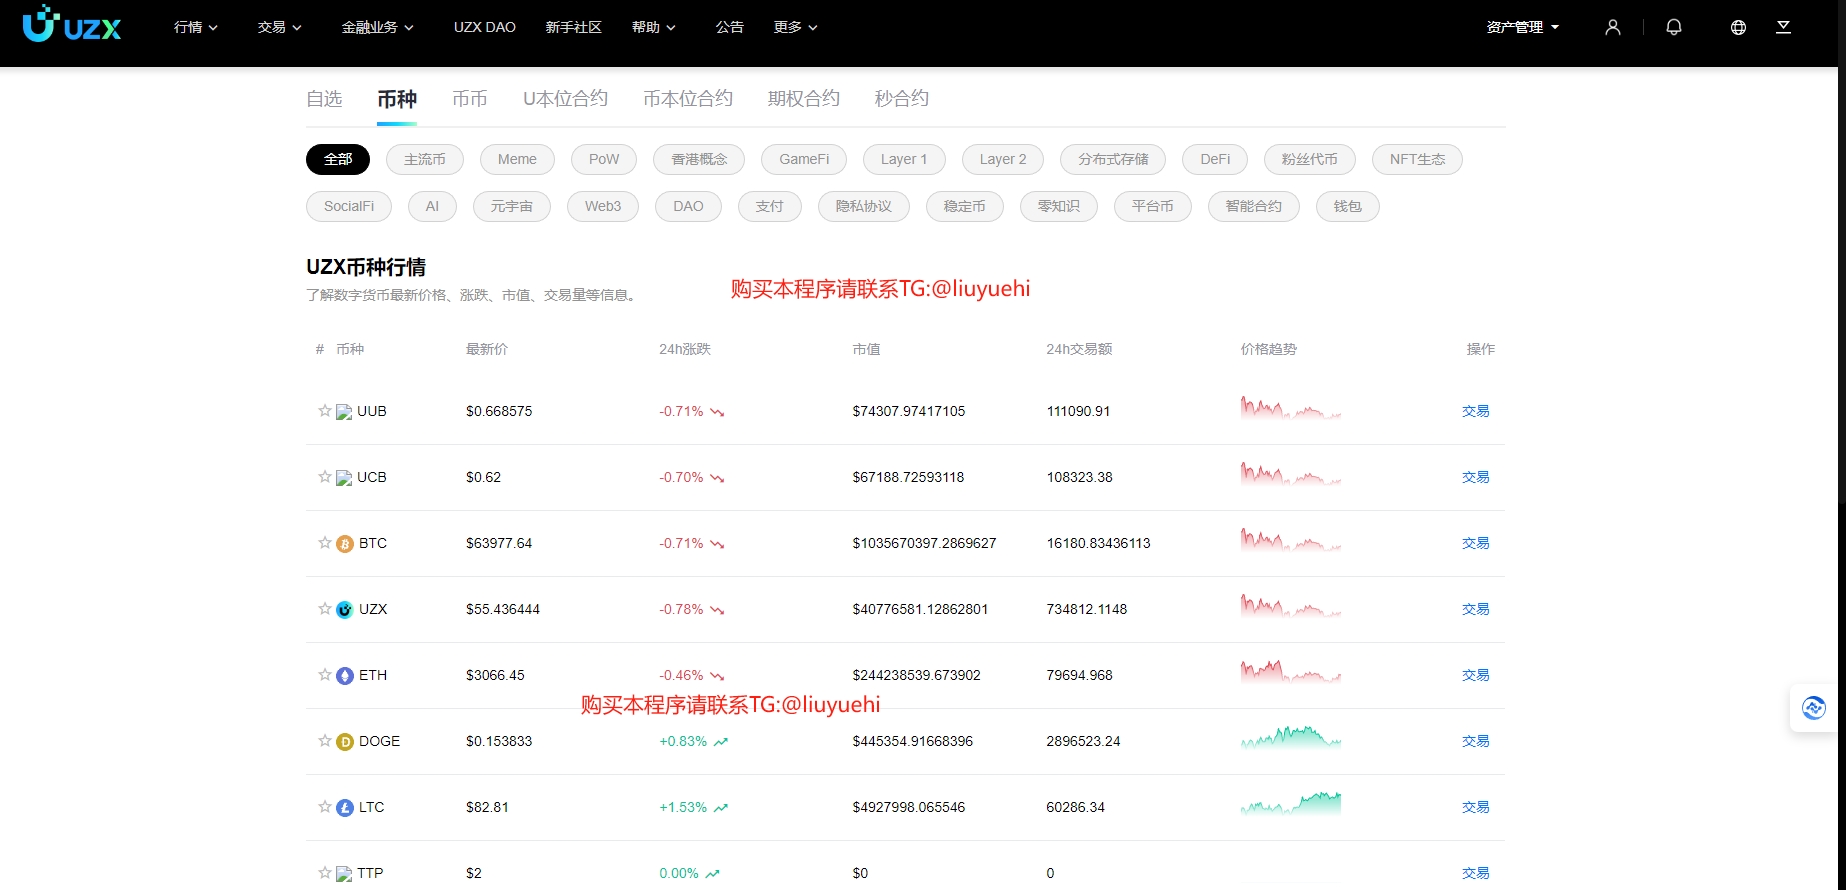 UZX 行情 交易 金融业务 UZX DAO 新手社区 帮助 公告 更多 资产管理
自选 币种 币币 U本位合约 币本位合约 期权合约 秒合约
全部 主流币 Meme PoW 香港概念 GameFi Layer 1 Layer 2 分布式存储 DeFi 粉丝代币 NFT生态
SocialFi AI 元宇宙 Web3 DAO 支付 隐私协议 稳定币 零知识 平台币 智能合约 钱包
UZX币种行情
购买本程序请联系TG:@liuyuehi
了解数字货币最新价格、涨跌、市值、交易量等信息。
# 币种 最新价 24h涨跌 市值 24h交易额 价格趋势 操作
UUB $0.668575 -0.71% $74307.97417105 111090.91 交易
UCB $0.62 -0.70% $67188.72593118 108323.38 交易
BTC $63977.64 -0.71% $1035670397.2869627 16180.83436113 交易
UZX $55.436444 -0.78% $40776581.12862801 734812.1148 交易
ETH $3066.45 -0.46% $244238539.673902 79694.968 交易
购买本程序请联系TG:@liuyuehi
DOGE $0.153833 +0.83% $445354.91668396 2896523.24 交易
LTC $82.81 +1.53% $4927998.065546 60286.34 交易
TTP $2 0.00% $0 0 交易